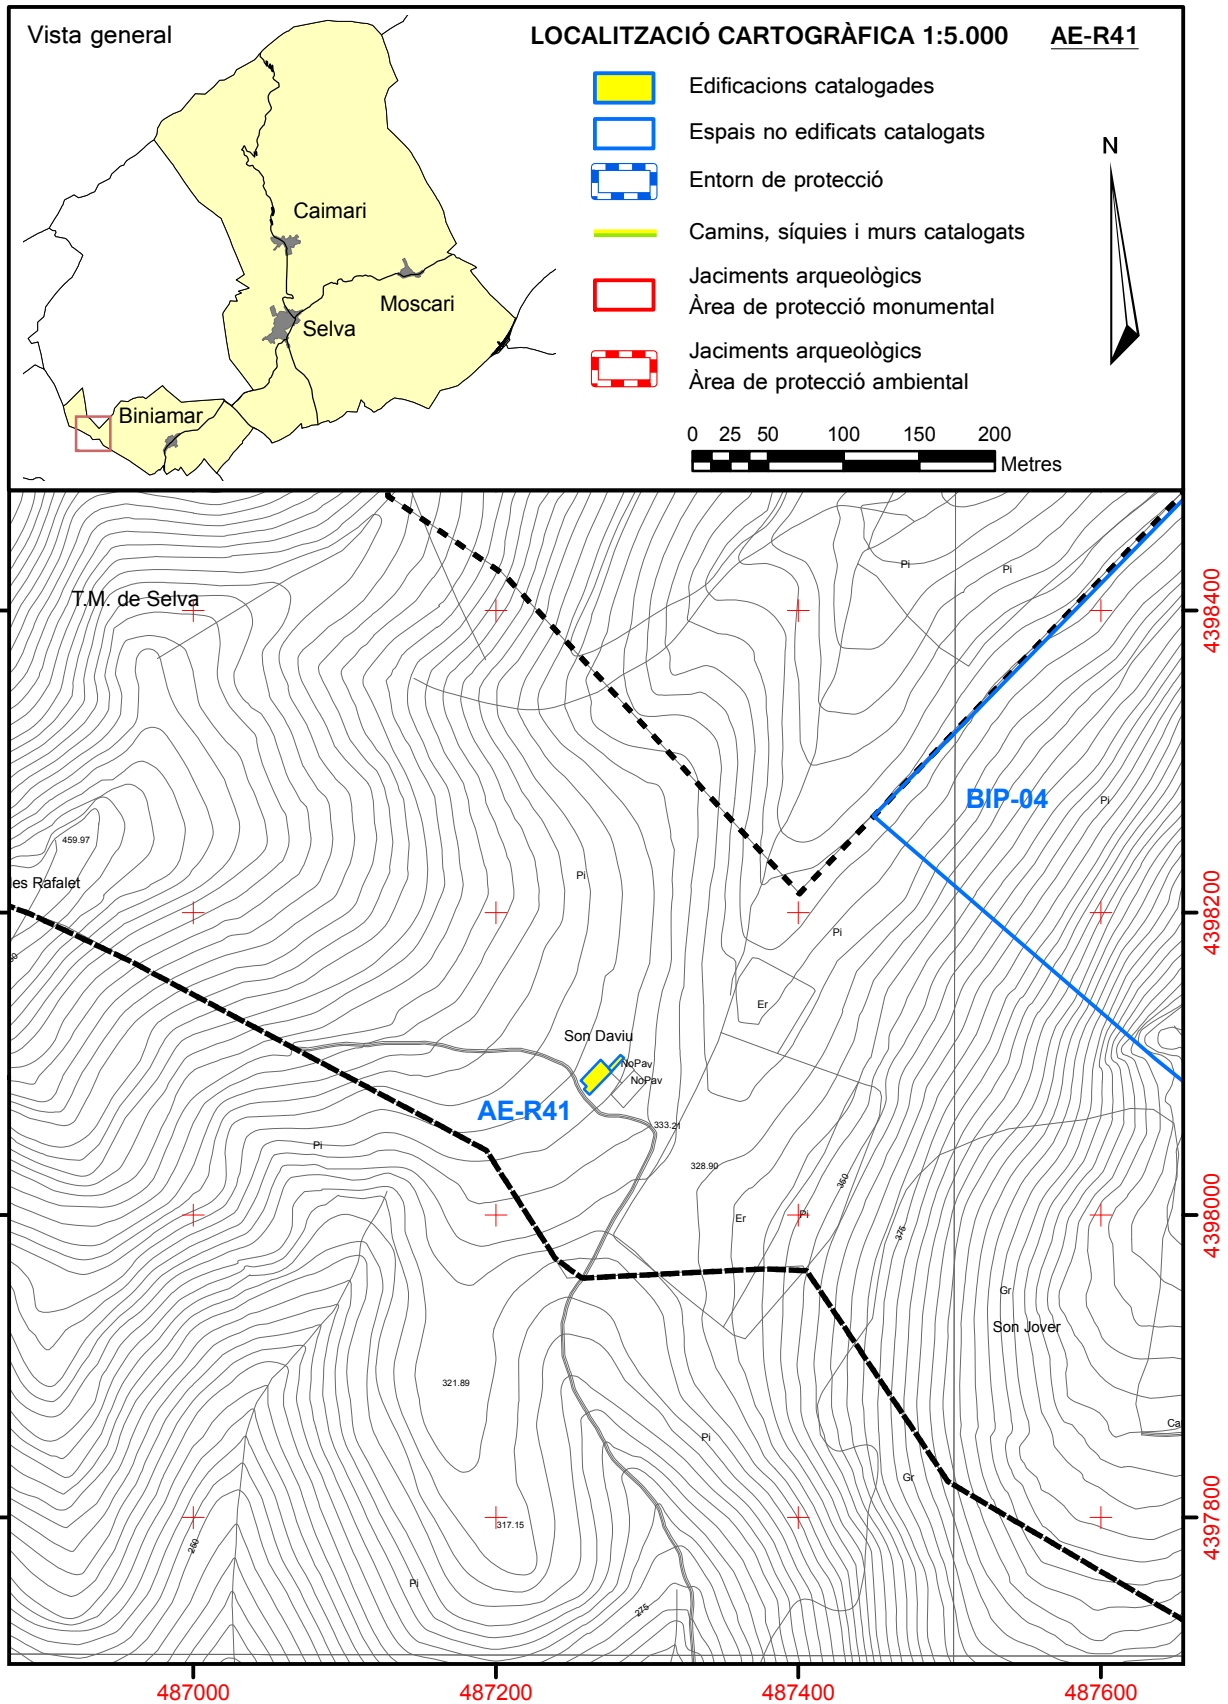 Vista general
LOCALITZACIÓ CARTOGRÀFICA 1:5.000 AE-R41
Edificacions catalogades
Espais no edificats catalogats
Entorn de protecció
Camins, síquies i murs catalogats
Jaciments arqueològics
Àrea de protecció monumental
Jaciments arqueològics
Àrea de protecció ambiental
N
0 25 50 100 150 200
Metres
Caimari
Moscari
Selva
Biniamar
T.M. de Selva
Pi
Pi
4398400
BIP-04
Pi
459.97
les Rafalet
Pi
4398200
Pi
Er
Son Daviu
NoPav
NoPav
AE-R41
333.21
Pi
328.90
350
Er
Pi
375
4398000
Gr
Son Jover
321.89
Pi
Ca
Gr
317.15
250
4397800
Pi
275
487000 487200 487400 487600